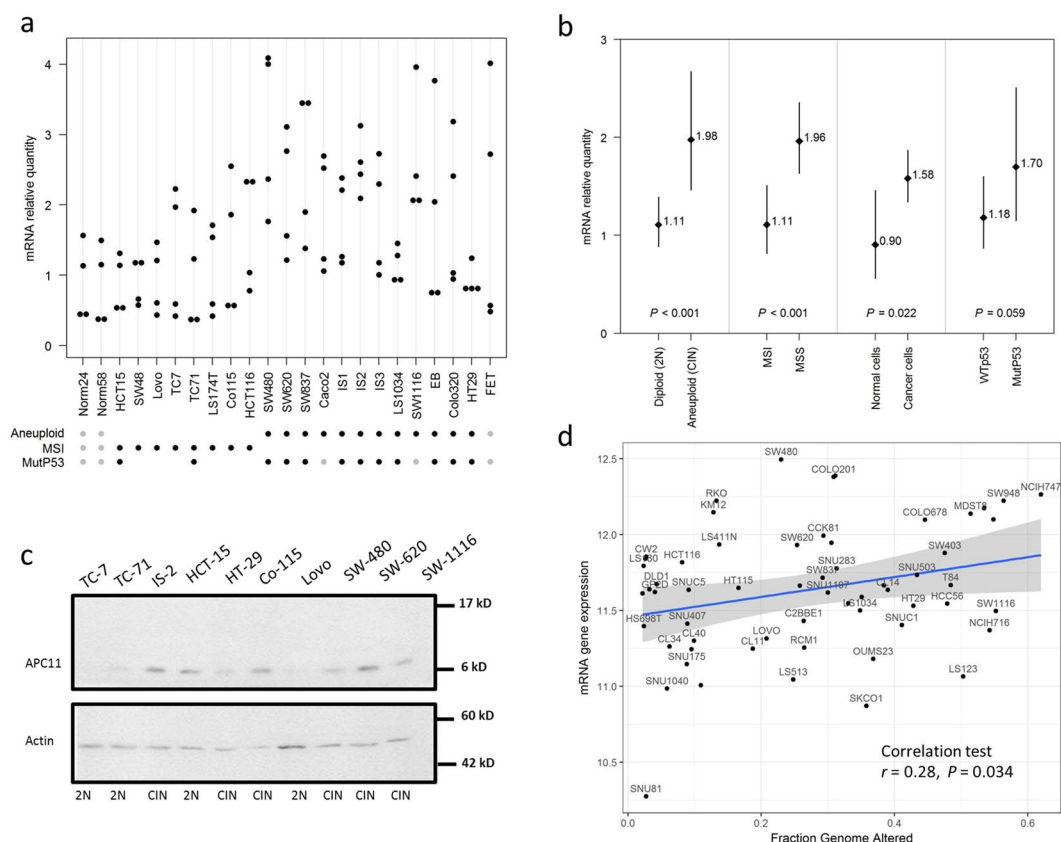 a
mRNA relative quantity
4
3
2
1
0
Norm24
Norm58
HCT15
SW48
Lovo
TC7
TC71
LS174T
Co115
HCT116
SW480
SW620
SW837
Caco2
IS1
IS2
IS3
LS1034
SW1116
EB
Colo320
HT29
FET
Aneuploid
MSI
MutP53
b
mRNA relative quantity
3
2
1
0
1.11
1.98
1.11
1.96
0.90
1.58
1.18
1.70
P < 0.001
P < 0.001
P = 0.022
P = 0.059
Diploid (2N)
Aneuploid (CIN)
MSI
MSS
Normal cells
Cancer cells
WTp53
MutP53
c
TC-7
TC-71
IS-2
HCT-15
HT-29
Co-115
Lovo
SW-480
SW-620
SW-1116
17 kD
APC11
6 kD
60 kD
Actin
42 kD
2N
2N
CIN
2N
CIN
CIN
2N
CIN
CIN
CIN
d
mRNA gene expression
12.5
12.0
11.5
11.0
10.5
SW480
COLO201
RKO
KM12
NCIH747
SW948
MDST8
COLO678
CCK81
LS411N
SW620
SW403
CW2
HCT116
SNU283
SW837
SNU503
DLD1
SNUC5
HT115
SNU1197
CL14
T84
LS1034
HT29
HCC56
HS698T
SNU407
C2BBE1
SNUC1
SW1116
NCIH716
CL34
CL40
LOVO
CL11
RCM1
SNU175
OUMS23
LS513
LS123
SNU1040
SKCO1
SNU81
Correlation test
r = 0.28, P = 0.034
0.0
0.2
0.4
0.6
Fraction Genome Altered